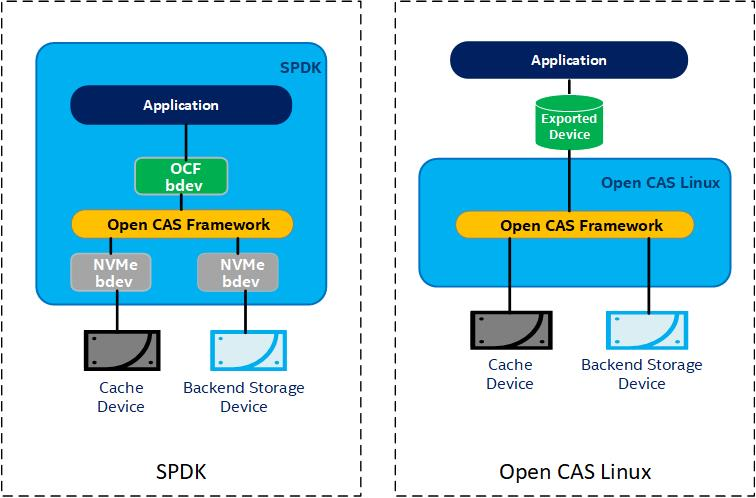 SPDK
Application
OCF
bdev
Open CAS Framework
NVMe
bdev
NVMe
bdev
Cache
Device
Backend Storage
Device
SPDK
Application
Exported
Device
Open CAS Linux
Open CAS Framework
Cache
Device
Backend Storage
Device
Open CAS Linux